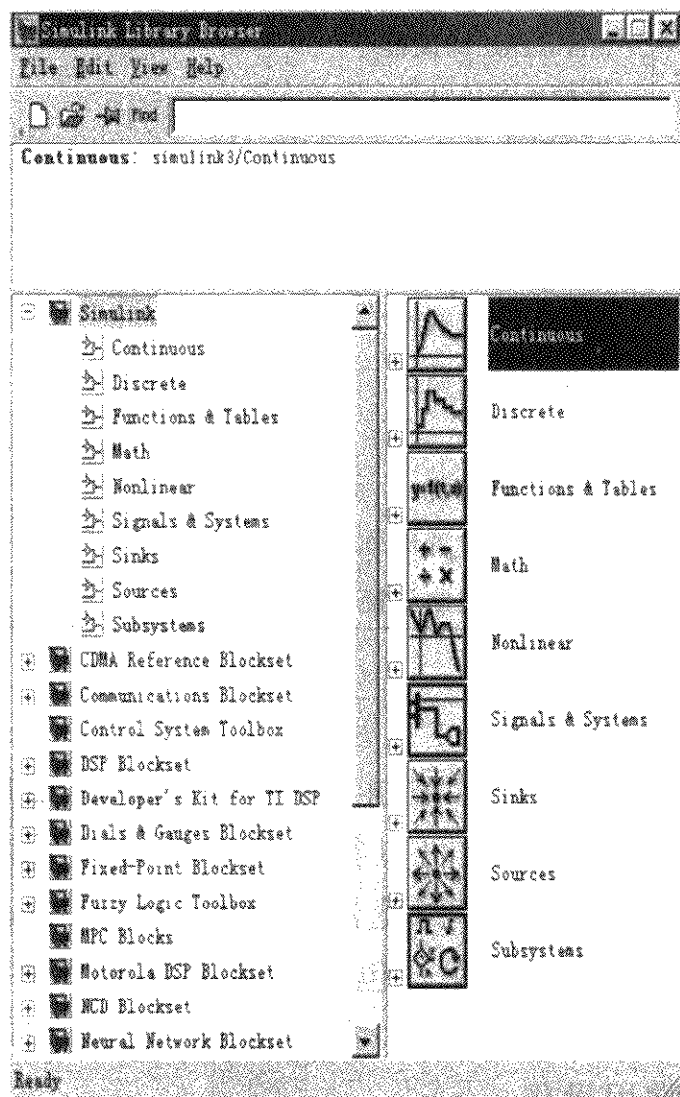 Simulink Library Browser
File Edit View Help
Find
Continuous: simulink3/Continuous
Simulink
Continuous
Discrete
Functions & Tables
Math
Nonlinear
Signals & Systems
Sinks
Sources
Subsystems
CDMA Reference Blockset
Communications Blockset
Control System Toolbox
DSP Blockset
Developer's Kit for TI DSP
Dials & Gauges Blockset
Fixed-Point Blockset
Fuzzy Logic Toolbox
MPC Blocks
Motorola DSP Blockset
NCD Blockset
Neural Network Blockset
Continuous
Discrete
y=f(t,u)
Functions & Tables
Math
Nonlinear
Signals & Systems
Sinks
Sources
Subsystems
Ready